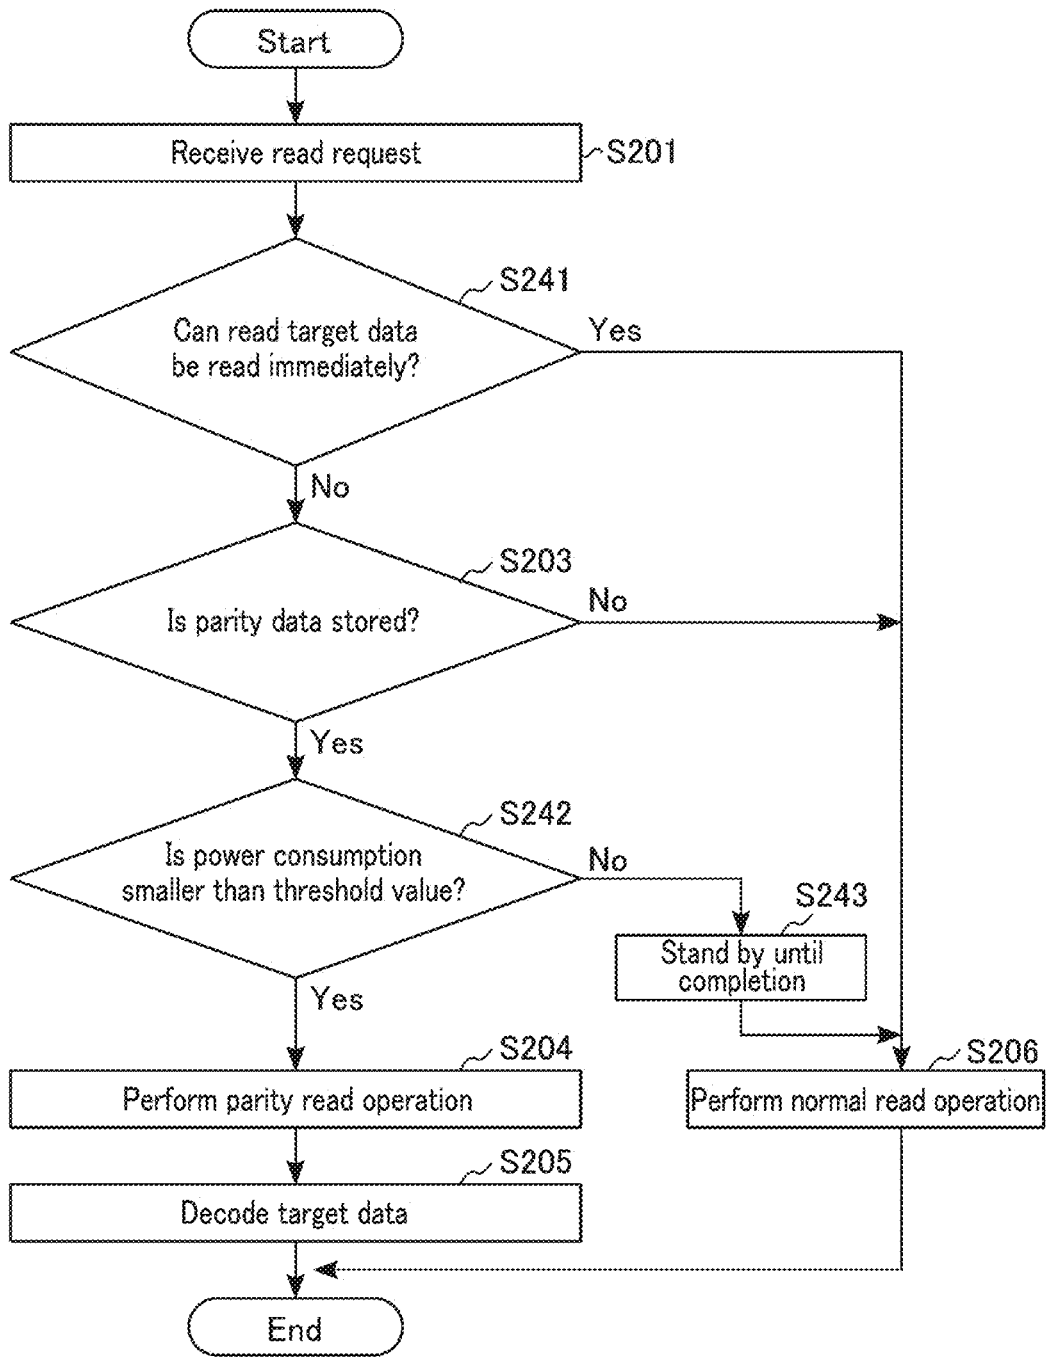 Start
Receive read request
S201
S241
Can read target data
be read immediately?
Yes
No
S203
Is parity data stored?
No
Yes
S242
Is power consumption
smaller than threshold value?
No
S243
Stand by until
completion
Yes
S204
Perform parity read operation
S206
Perform normal read operation
S205
Decode target data
End